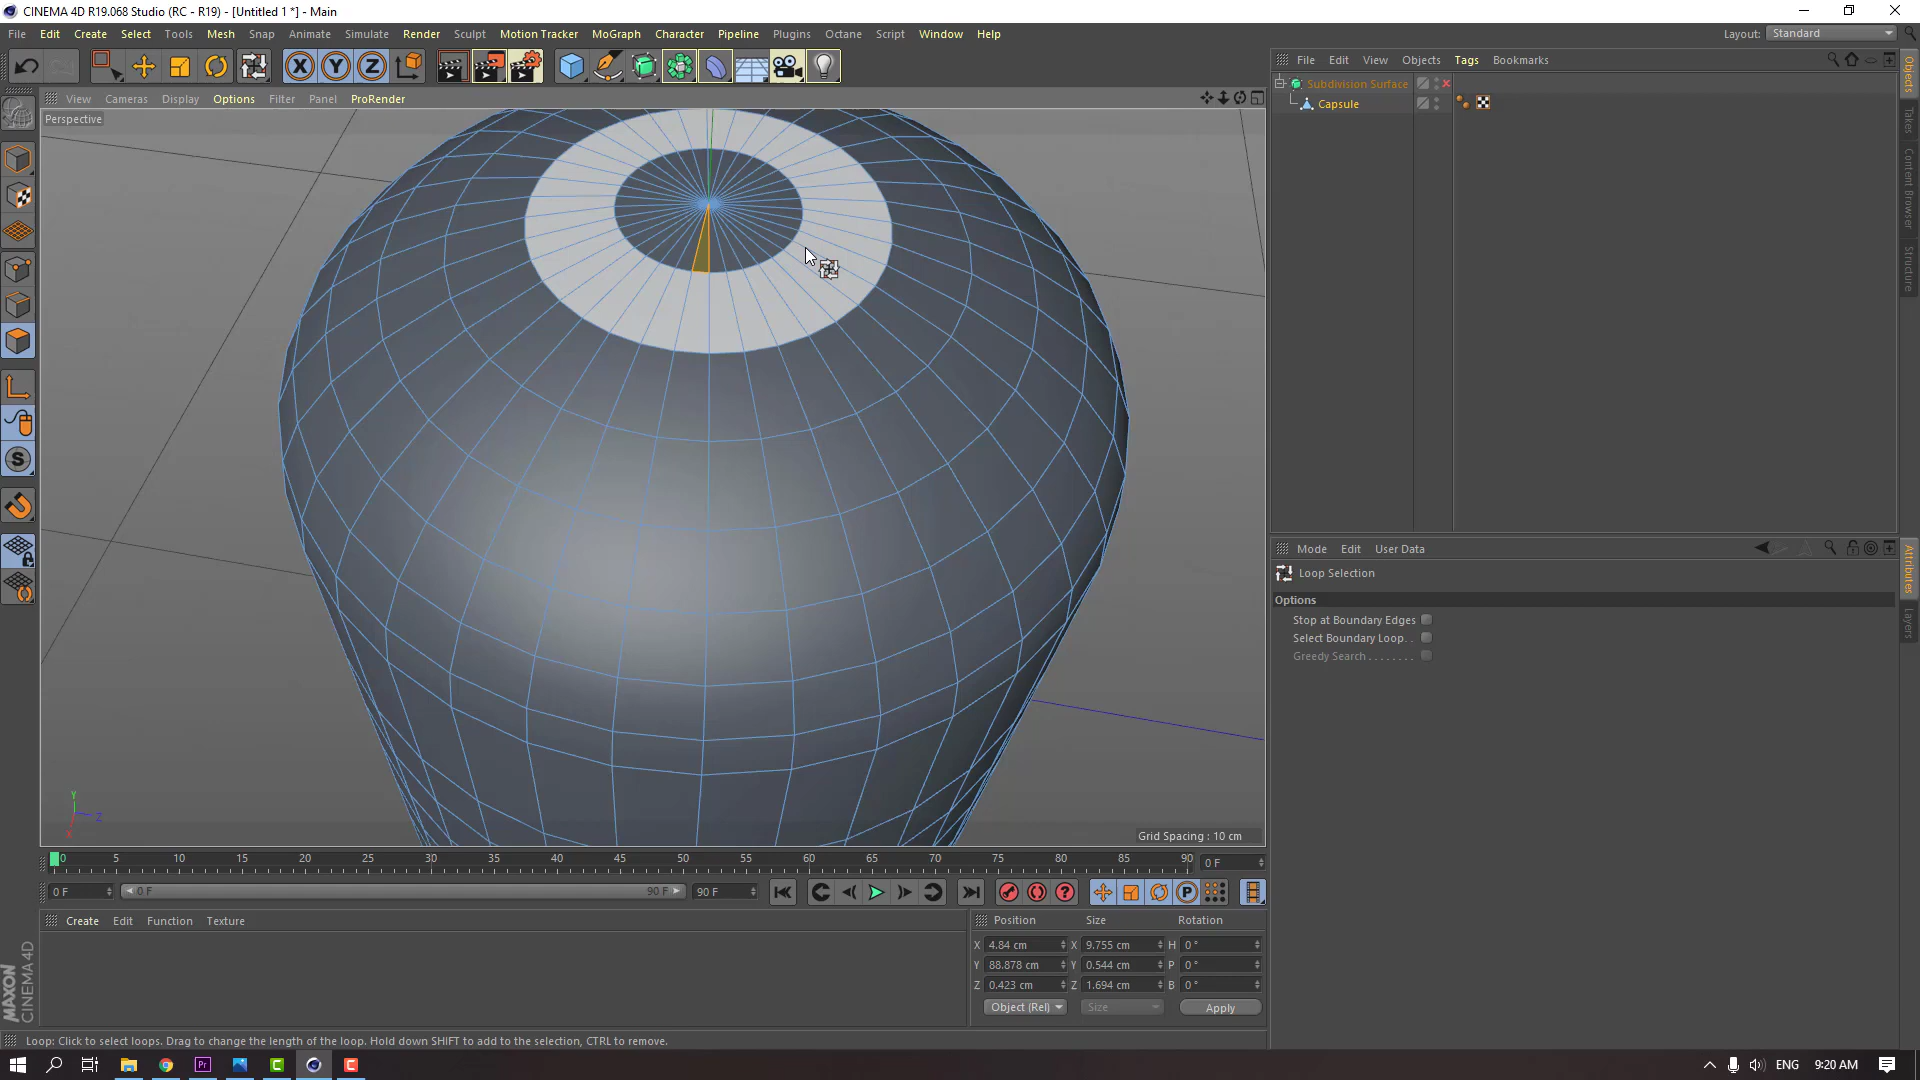 CINEMA 4D R19.068 Studio (RC - R19) - [Untitled 1 *] - Main
File Edit Create Select Tools Mesh Snap Animate Simulate Render Sculpt Motion Tracker MoGraph Character Pipeline Plugins Octane Script Window Help
Layout: Standard
X Y Z
View Cameras Display Options Filter Panel ProRender
Perspective
File Edit View Objects Tags Bookmarks
Subdivision Surface
Capsule
Objects
Takes
Content Browser
Structure
Mode Edit User Data
Loop Selection
Options
Stop at Boundary Edges
Select Boundary Loop. .
Greedy Search . . . . . . . .
Attributes
Layers
S
Y
Z
X
Grid Spacing : 10 cm
0 5 10 15 20 25 30 35 40 45 50 55 60 65 70 75 80 85 90
0 F
0 F
0 F
90 F
90 F
?
P
Create Edit Function Texture
Position Size Rotation
X 4.84 cm X 9.755 cm H 0 °
Y 88.878 cm Y 0.544 cm P 0 °
Z 0.423 cm Z 1.694 cm B 0 °
Object (Rel) Size Apply
MAXON CINEMA 4D
Loop: Click to select loops. Drag to change the length of the loop. Hold down SHIFT to add to the selection, CTRL to remove.
Pr
C
C
ENG
9:20 AM